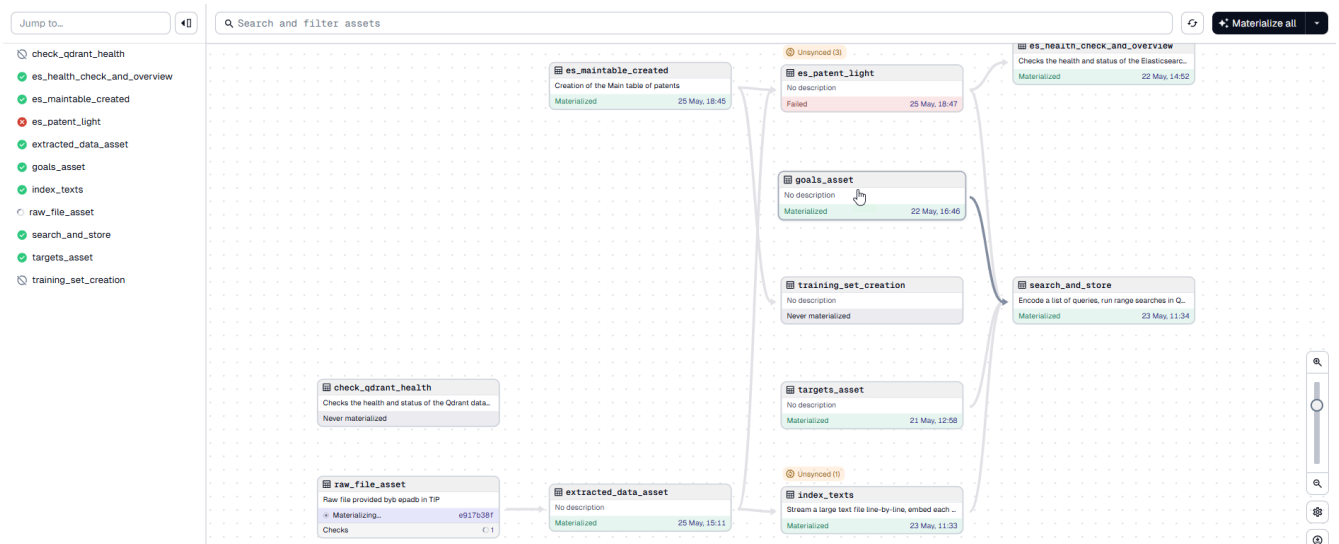 Jump to…
Search and filter assets
Materialize all
check_qdrant_health
es_health_check_and_overview
es_maintable_created
es_patent_light
extracted_data_asset
goals_asset
index_texts
raw_file_asset
search_and_store
targets_asset
training_set_creation
es_maintable_created
Creation of the Main table of patents
Materialized 25 May, 18:45
Unsynced (3)
es_patent_light
No description
Failed 25 May, 18:47
es_health_check_and_overview
Checks the health and status of the Elasticsearc…
Materialized 22 May, 14:52
goals_asset
No description
Materialized 22 May, 16:46
training_set_creation
No description
Never materialized
search_and_store
Encode a list of queries, run range searches in Q…
Materialized 23 May, 11:34
check_qdrant_health
Checks the health and status of the Qdrant data…
Never materialized
targets_asset
No description
Materialized 21 May, 12:58
raw_file_asset
Raw file provided byb epadb in TIP
Materializing… e917b38f
Checks 1
extracted_data_asset
No description
Materialized 25 May, 15:11
Unsynced (1)
index_texts
Stream a large text file line-by-line, embed each …
Materialized 23 May, 11:33